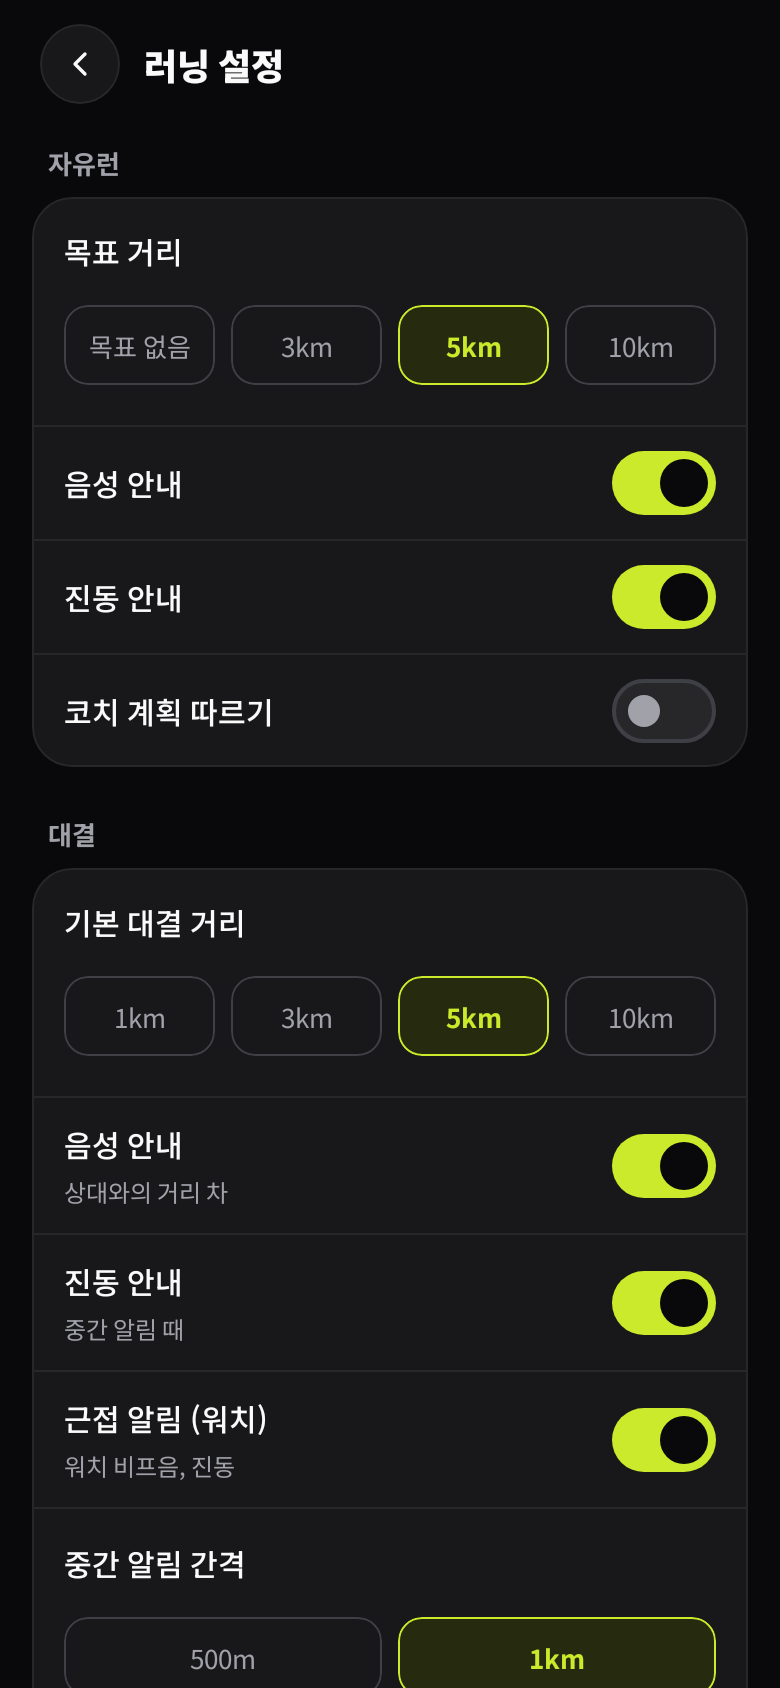 러닝 설정
자유런
목표 거리
목표 없음 3km 5km 10km
음성 안내
진동 안내
코치 계획 따르기
대결
기본 대결 거리
1km 3km 5km 10km
음성 안내
상대와의 거리 차
진동 안내
중간 알림 때
근접 알림 (워치)
워치 비프음, 진동
중간 알림 간격
500m 1km